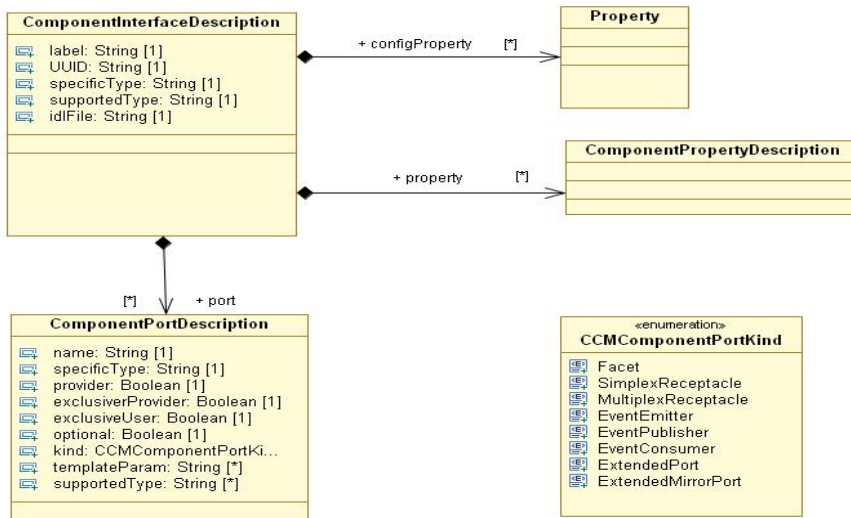 ComponentInterfaceDescription
label: String [1]
UUID: String [1]
specificType: String [1]
supportedType: String [1]
idlFile: String [1]
+ configProperty [*]
Property
+ property [*]
ComponentPropertyDescription
[*] + port
ComponentPortDescription
name: String [1]
specificType: String [1]
provider: Boolean [1]
exclusiverProvider: Boolean [1]
exclusiveUser: Boolean [1]
optional: Boolean [1]
kind: CCMComponentPortKi...
templateParam: String [*]
supportedType: String [*]
«enumeration»
CCMComponentPortKind
Facet
SimplexReceptacle
MultiplexReceptacle
EventEmitter
EventPublisher
EventConsumer
ExtendedPort
ExtendedMirrorPort